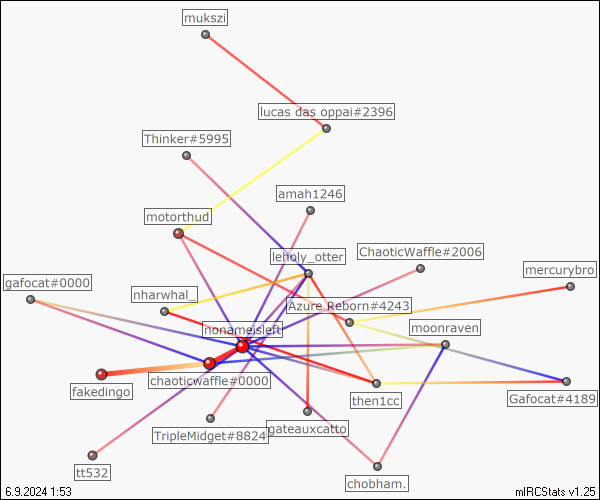 mukszi
lucas das oppai#2396
Thinker#5995
amah1246
motorthud
leholy_otter
ChaoticWaffle#2006
mercurybro
gafocat#0000
nharwhal_
Azure Reborn#4243
nonameisleft
moonraven
chaoticwaffle#0000
fakedingo
then1cc
Gafocat#4189
TripleMidget#8824
gateauxcatto
tt532
chobham.
6.9.2024 1:53
mIRCStats v1.25